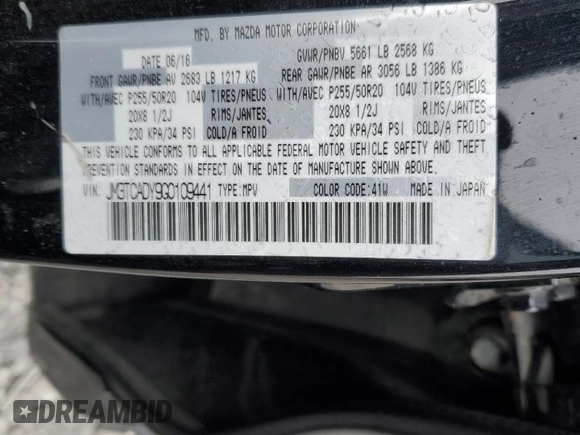 MFG. BY MAZDA MOTOR CORPORATION
DATE 06/16 GVWR/PNBV 5661 LB 2568 KG
FRONT GAWR/PNBE AV 2683 LB 1217 KG REAR GAWR/PNBE AR 3056 LB 1386 KG
WITH/AVEC P255/50R20 104V TIRES/PNEUS WITH/AVEC P255/50R20 104V TIRES/PNEUS
20X8 1/2J RIMS/JANTES 20X8 1/2J RIMS/JANTES
230 KPA/34 PSI COLD/A FROID 230 KPA/34 PSI COLD/A FROID
THIS VEHICLE CONFORMS TO ALL APPLICABLE FEDERAL MOTOR VEHICLE SAFETY AND THEFT
PREVENTION STANDARDS IN EFFECT ON THE DATE OF MANUFACTURE SHOWN ABOVE.
VIN: JM3TCADY9G0109441 TYPE:MPV COLOR CODE:41W MADE IN JAPAN
DREAMBID